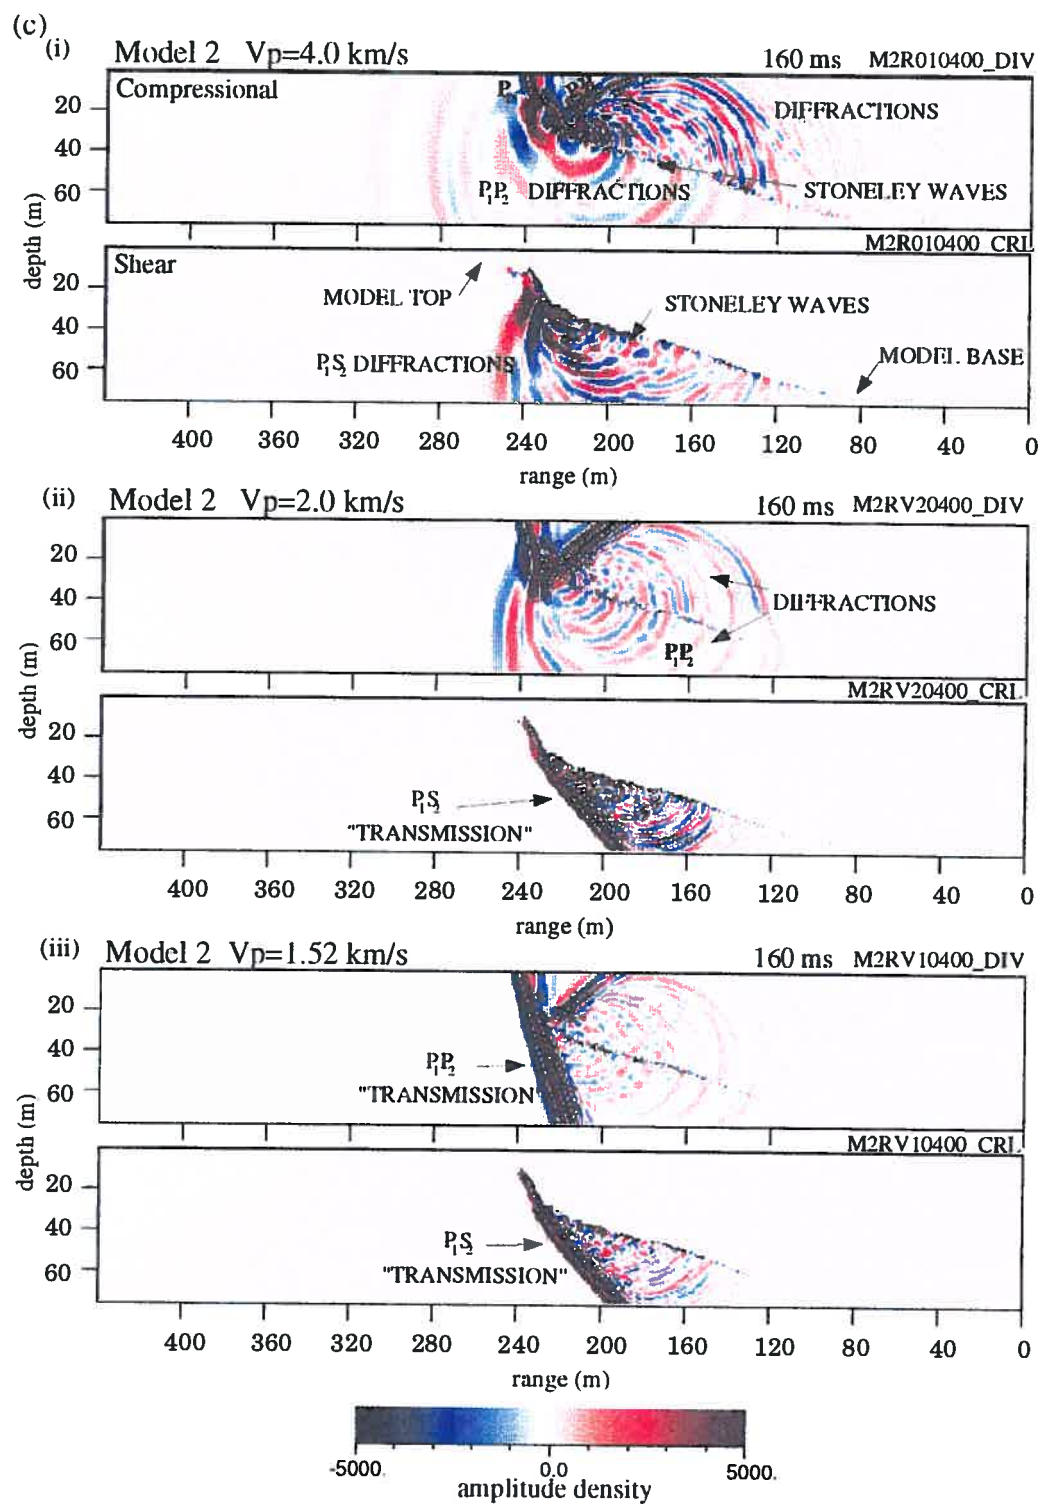 (c)
(i) Model 2 Vp=4.0 km/s 160 ms M2R010400_DIV
Compressional
DIFFRACTIONS
P₁P₂ DIFFRACTIONS
STONELEY WAVES
20
40
60
M2R010400_CRL
Shear
MODEL TOP
STONELEY WAVES
P₁S₂ DIFFRACTIONS
MODEL BASE
20
40
60
depth (m)
400 360 320 280 240 200 160 120 80 40 0
range (m)
(ii) Model 2 Vp=2.0 km/s 160 ms M2RV20400_DIV
DIFFRACTIONS
P₁P₂
20
40
60
M2RV20400_CRL
P₁S₂
"TRANSMISSION"
20
40
60
depth (m)
400 360 320 280 240 200 160 120 80 40 0
range (m)
(iii) Model 2 Vp=1.52 km/s 160 ms M2RV10400_DIV
P₁P₂
"TRANSMISSION
20
40
60
M2RV10400_CRL
P₁S₂
"TRANSMISSION"
20
40
60
depth (m)
400 360 320 280 240 200 160 120 80 40 0
range (m)
-5000. 0.0 5000.
amplitude density